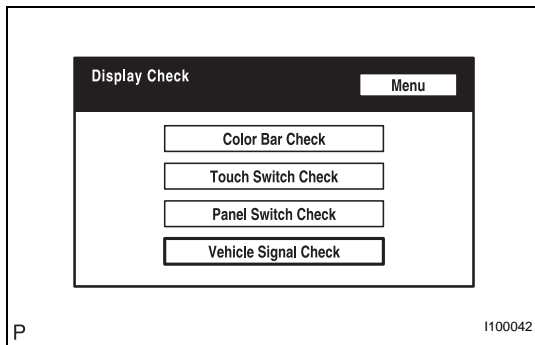 Display Check
Menu
Color Bar Check
Touch Switch Check
Panel Switch Check
Vehicle Signal Check
P
I100042